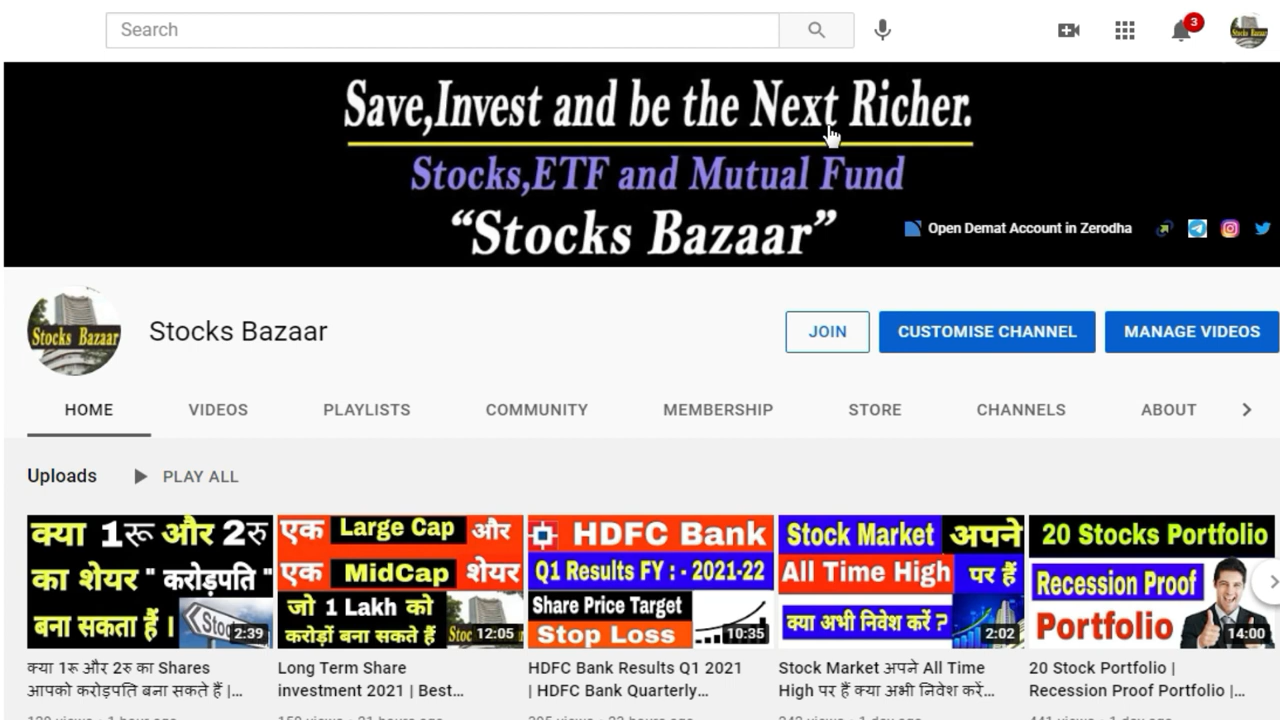 Search
3
Save,Invest and be the Next Richer.
Stocks,ETF and Mutual Fund
“Stocks Bazaar”
Open Demat Account in Zerodha
Stocks Bazaar
Stocks Bazaar
JOIN
CUSTOMISE CHANNEL
MANAGE VIDEOS
HOME VIDEOS PLAYLISTS COMMUNITY MEMBERSHIP STORE CHANNELS ABOUT
Uploads PLAY ALL
क्या 1रू और 2रु
का शेयर " करोड़पति "
बना सकता हैं ।
2:39
एक Large Cap और
एक MidCap शेयर
जो 1 Lakh को
करोड़ों बना सकते हैं
12:05
HDFC Bank
Q1 Results FY : - 2021-22
Share Price Target
Stop Loss
10:35
Stock Market अपने
All Time High पर हैं
क्या अभी निवेश करें ?
2:02
20 Stocks Portfolio
Recession Proof
Portfolio
14:00
क्या 1रू और 2रु का Shares
आपको करोड़पति बना सकते हैं |...
Long Term Share
investment 2021 | Best...
HDFC Bank Results Q1 2021
| HDFC Bank Quarterly...
Stock Market अपने All Time
High पर हैं क्या अभी निवेश करें...
20 Stock Portfolio |
Recession Proof Portfolio |...